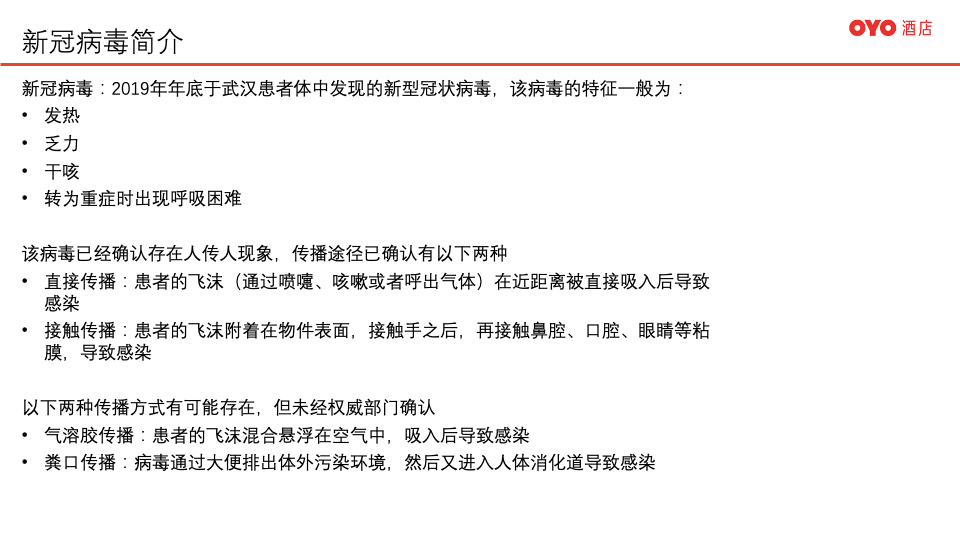 新冠病毒简介
OYO 酒店
新冠病毒：2019年年底于武汉患者体中发现的新型冠状病毒，该病毒的特征一般为：
• 发热
• 乏力
• 干咳
• 转为重症时出现呼吸困难
该病毒已经确认存在人传人现象，传播途径已确认有以下两种
• 直接传播：患者的飞沫（通过喷嚏、咳嗽或者呼出气体）在近距离被直接吸入后导致
感染
• 接触传播：患者的飞沫附着在物件表面，接触手之后，再接触鼻腔、口腔、眼睛等粘
膜，导致感染
以下两种传播方式有可能存在，但未经权威部门确认
• 气溶胶传播：患者的飞沫混合悬浮在空气中，吸入后导致感染
• 粪口传播：病毒通过大便排出体外污染环境，然后又进入人体消化道导致感染